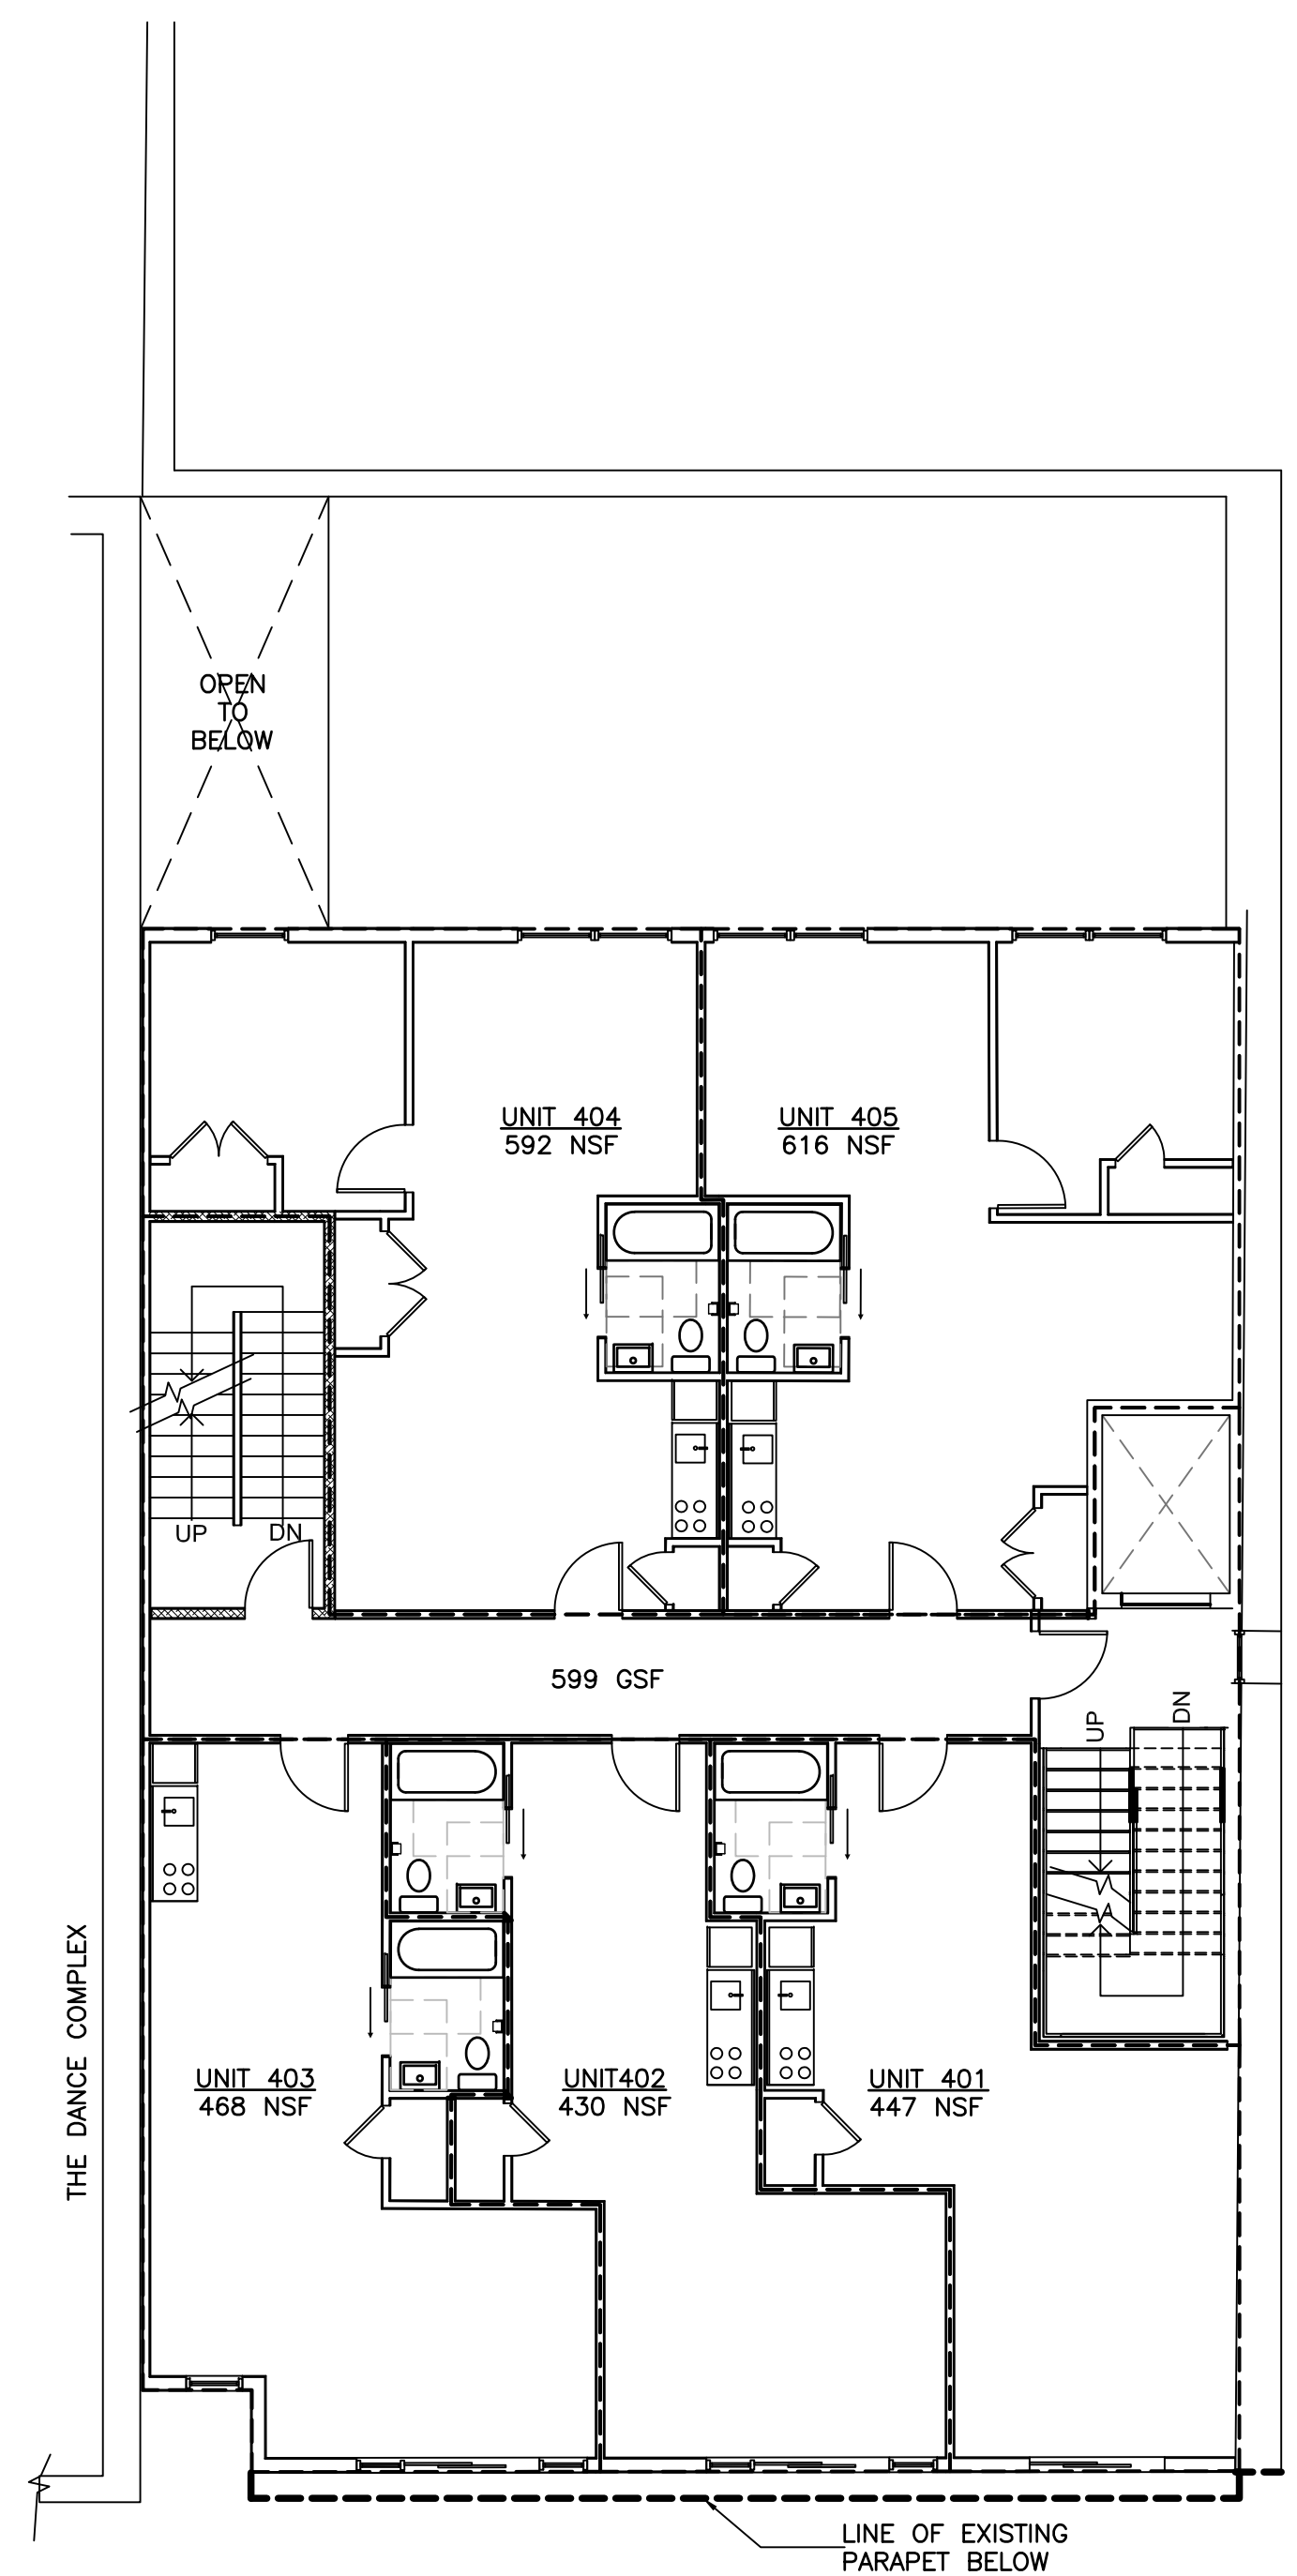 OPEN
TO
BELOW
UNIT 404
592 NSF
UNIT 405
616 NSF
UP
DN
599 GSF
UP
DN
THE DANCE COMPLEX
UNIT 403
468 NSF
UNIT402
430 NSF
UNIT 401
447 NSF
LINE OF EXISTING
PARAPET BELOW